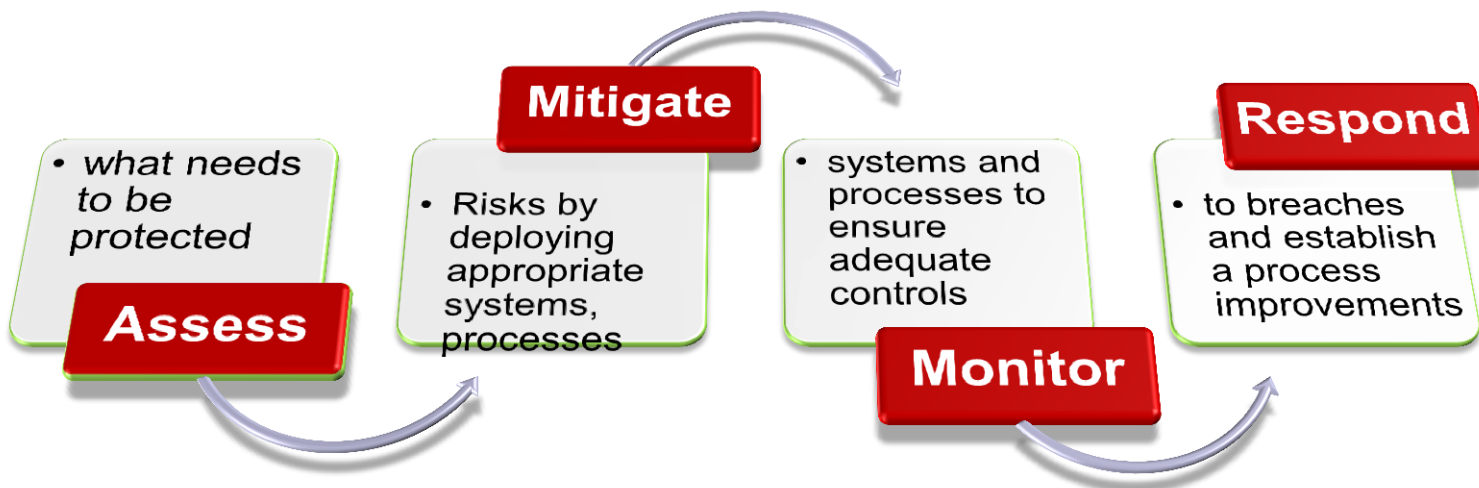 • what needs
to be
protected
Assess
Mitigate
• Risks by
deploying
appropriate
systems,
processes
• systems and
processes to
ensure
adequate
controls
Monitor
Respond
• to breaches
and establish
a process
improvements